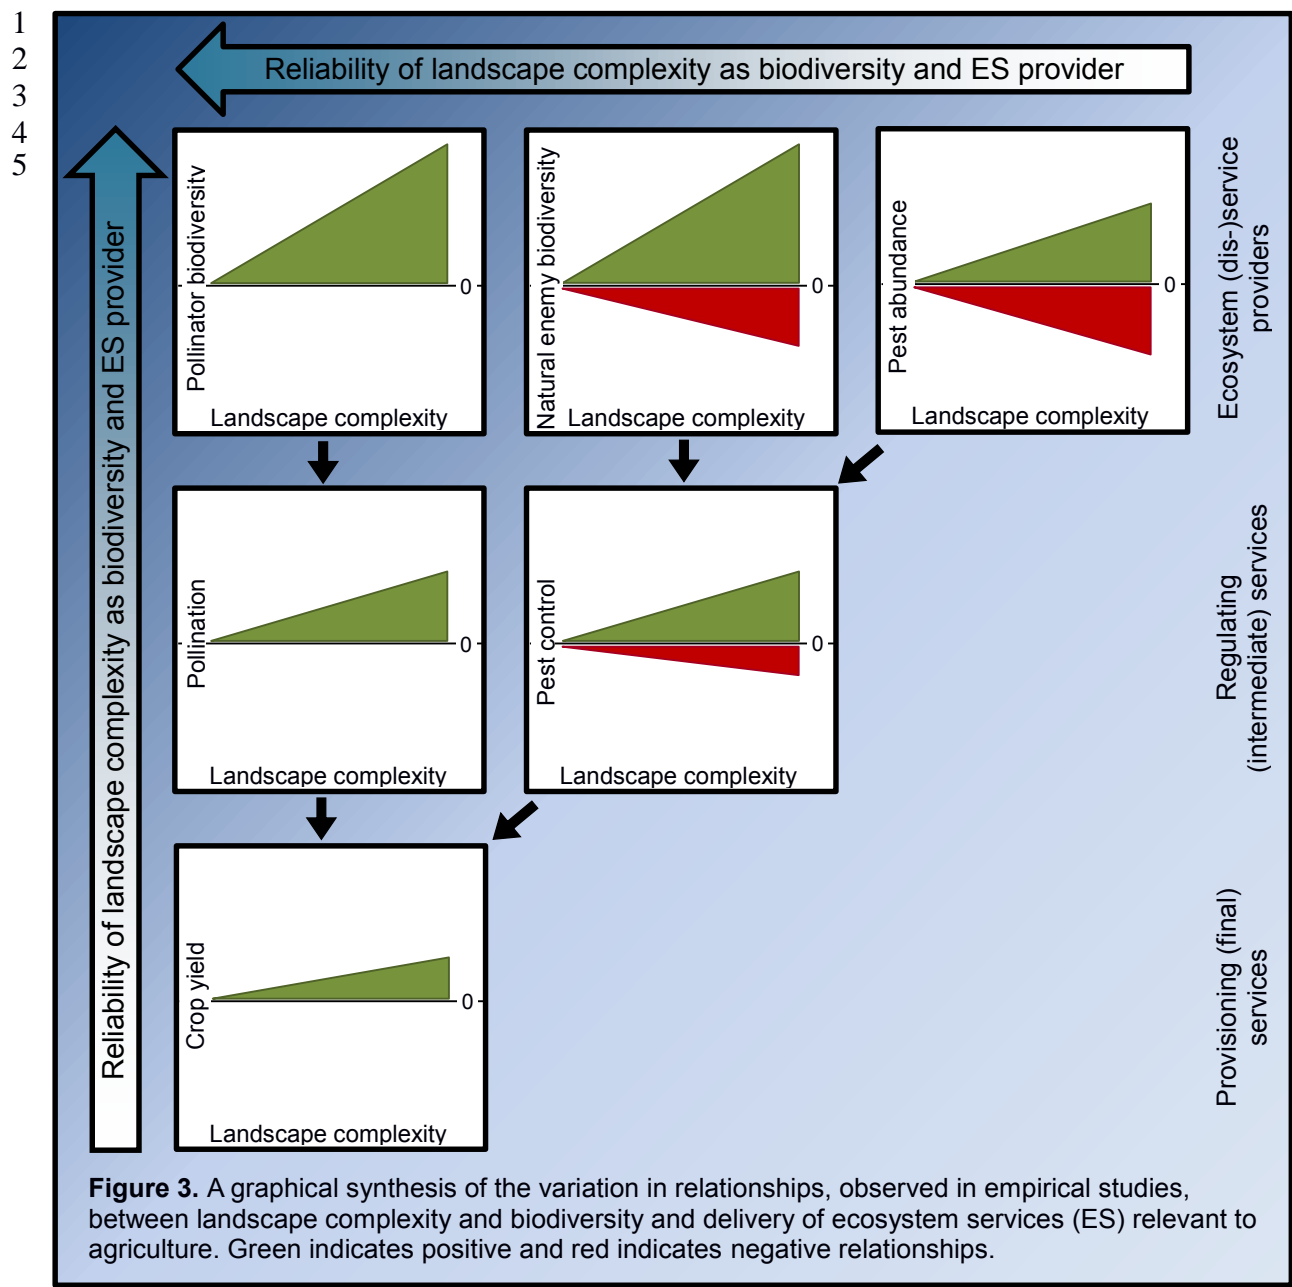 1
2
3
4
5
Reliability of landscape complexity as biodiversity and ES provider
Reliability of landscape complexity as biodiversity and ES provider
Pollinator biodiversity
0
Landscape complexity
Natural enemy biodiversity
0
Landscape complexity
Pest abundance
0
Landscape complexity
Ecosystem (dis-)service
providers
Pollination
0
Landscape complexity
Pest control
0
Landscape complexity
Regulating
(intermediate) services
Crop yield
0
Landscape complexity
Provisioning (final)
services
Figure 3. A graphical synthesis of the variation in relationships, observed in empirical studies,
between landscape complexity and biodiversity and delivery of ecosystem services (ES) relevant to
agriculture. Green indicates positive and red indicates negative relationships.